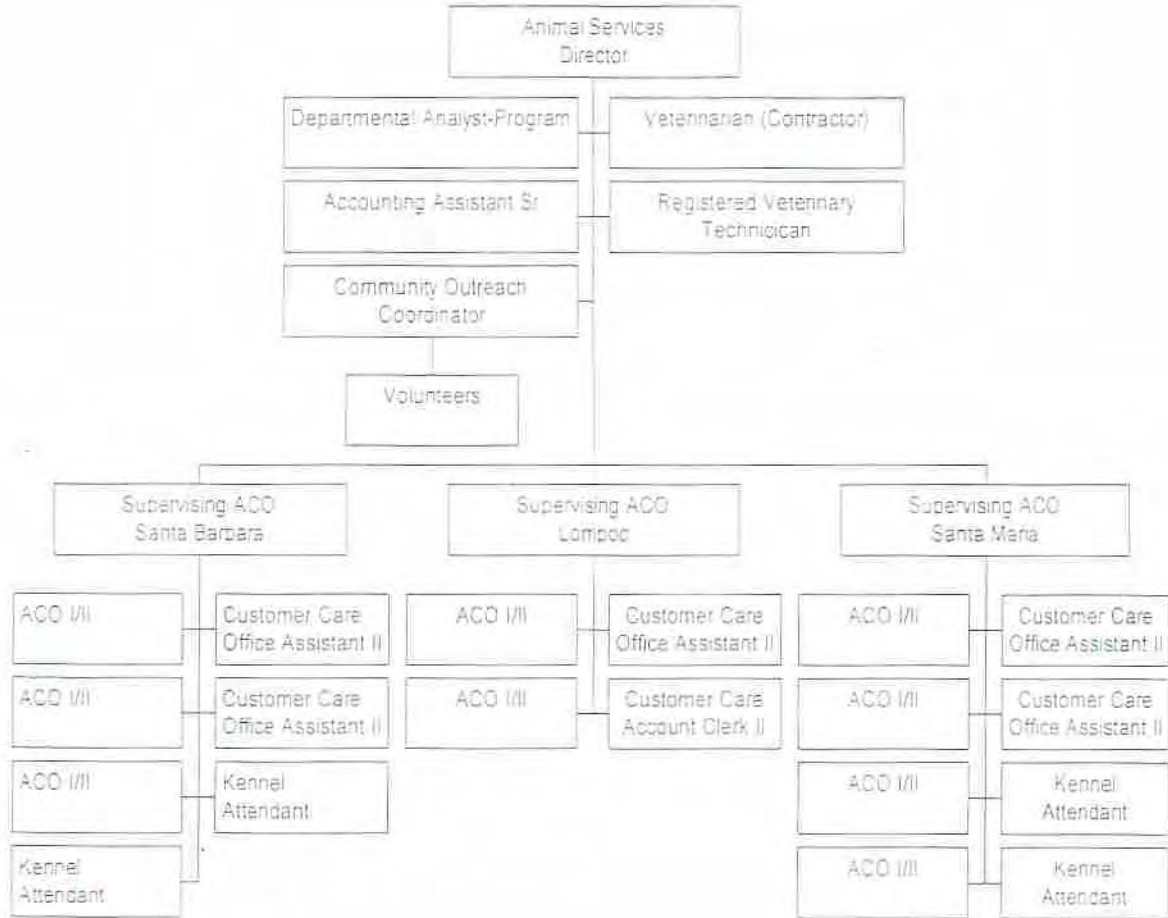 Animal Services
Director
Departmental Analyst-Program
Veterinarian (Contractor)
Accounting Assistant Sr
Registered Veterinary
Technicican
Community Outreach
Coordinator
Volunteers
Supervising ACO
Santa Barbara
Supervising ACO
Lompoc
Supervising ACO
Santa Maria
ACO I/II
Customer Care
Office Assistant II
ACO I/II
Customer Care
Office Assistant II
ACO I/II
Customer Care
Office Assistant II
ACO I/II
Customer Care
Office Assistant II
ACO I/II
Customer Care
Account Clerk II
ACO I/II
Customer Care
Office Assistant II
ACO I/II
Kennel
Attendant
ACO I/II
Kennel
Attendant
Kennel
Attendant
ACO I/II
Kennel
Attendant